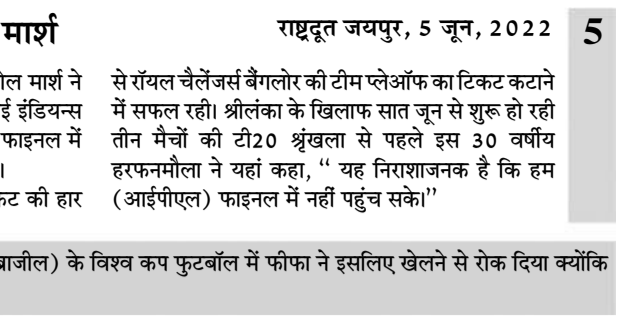 मार्श
राष्ट्रदूत जयपुर, 5 जून, 2022
5
मार्श ने
इंडियन्स
फाइनल में
।
की हार
से रॉयल चैलेंजर्स बैंगलोर की टीम प्लेऑफ का टिकट कटाने
में सफल रही। श्रीलंका के खिलाफ सात जून से शुरू हो रही
तीन मैचों की टी20 श्रृंखला से पहले इस 30 वर्षीय
हरफनमौला ने यहां कहा, ‘‘ यह निराशाजनक है कि हम
(आईपीएल) फाइनल में नहीं पहुंच सके।’’
के विश्व कप फुटबॉल में फीफा ने इसलिए खेलने से रोक दिया क्योंकि